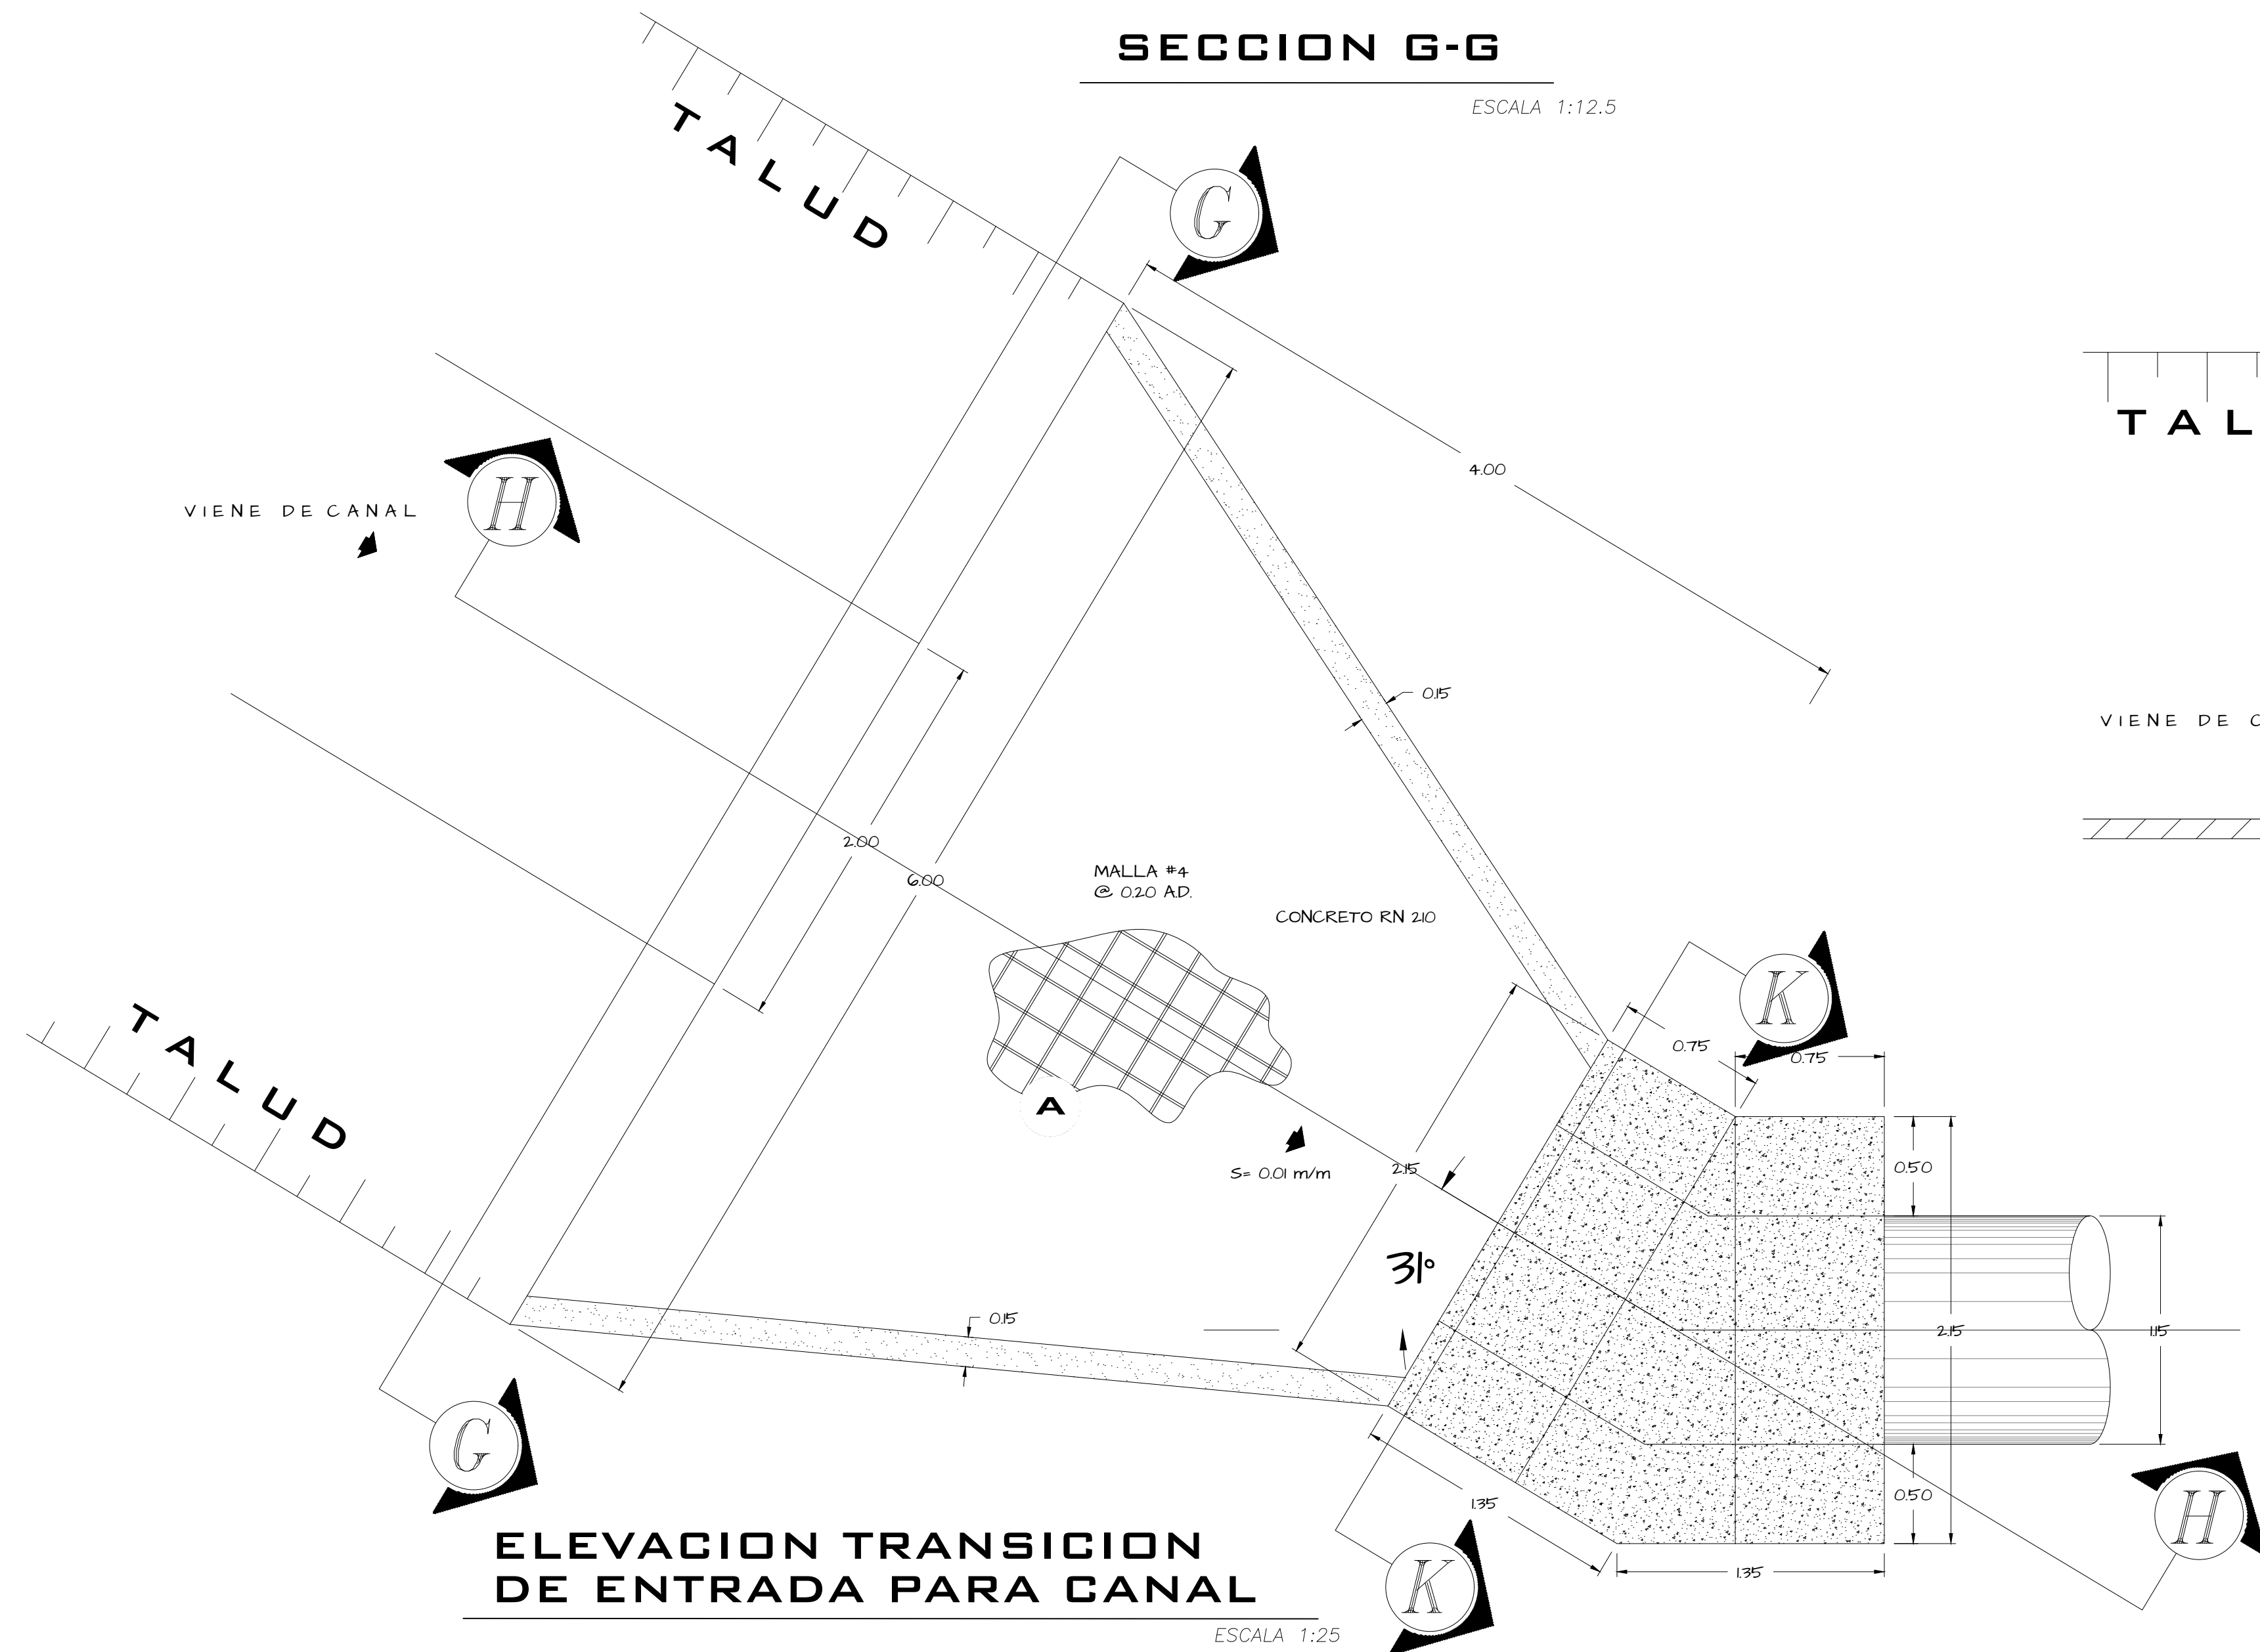 SECCION G-G
ESCALA 1:12.5
TALUD
G
4.00
H
VIENE DE CANAL
TAL
0.15
VIENE DE C
2.00
6.00
MALLA #4
@ 0.20 A.D.
CONCRETO RN 210
K
0.75
0.75
TALUD
A
S= 0.01 m/m
2.15
0.50
31°
0.15
2.15
1.15
G
1.35
0.50
H
1.35
K
ELEVACION TRANSICION
DE ENTRADA PARA CANAL
ESCALA 1:25